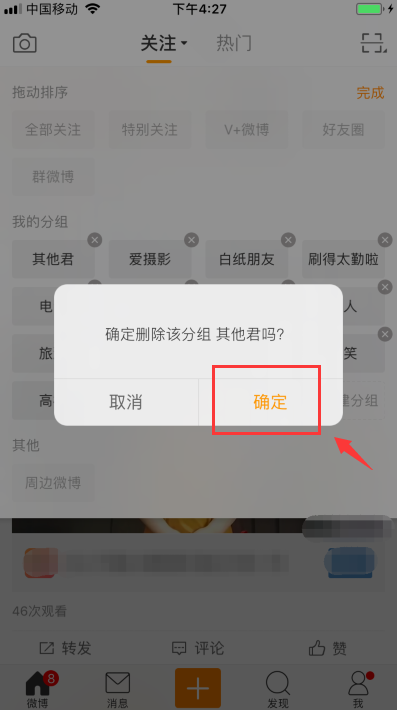 中国移动 下午4:27
关注 热门
拖动排序 完成
全部关注 特别关注 V+微博 好友圈
群微博
我的分组
其他君 爱摄影 白纸朋友 刷得太勤啦
电 人
确定删除该分组 其他君吗?
旅 笑
取消 确定
高 建分组
其他
周边微博
46次观看
转发 评论 赞
8
微博 消息 发现 我